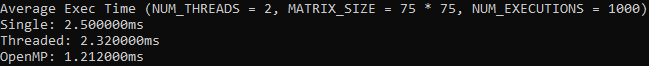 Average Exec Time (NUM_THREADS = 2, MATRIX_SIZE = 75 * 75, NUM_EXECUTIONS = 1000)
Single: 2.500000ms
Threaded: 2.320000ms
OpenMP: 1.212000ms